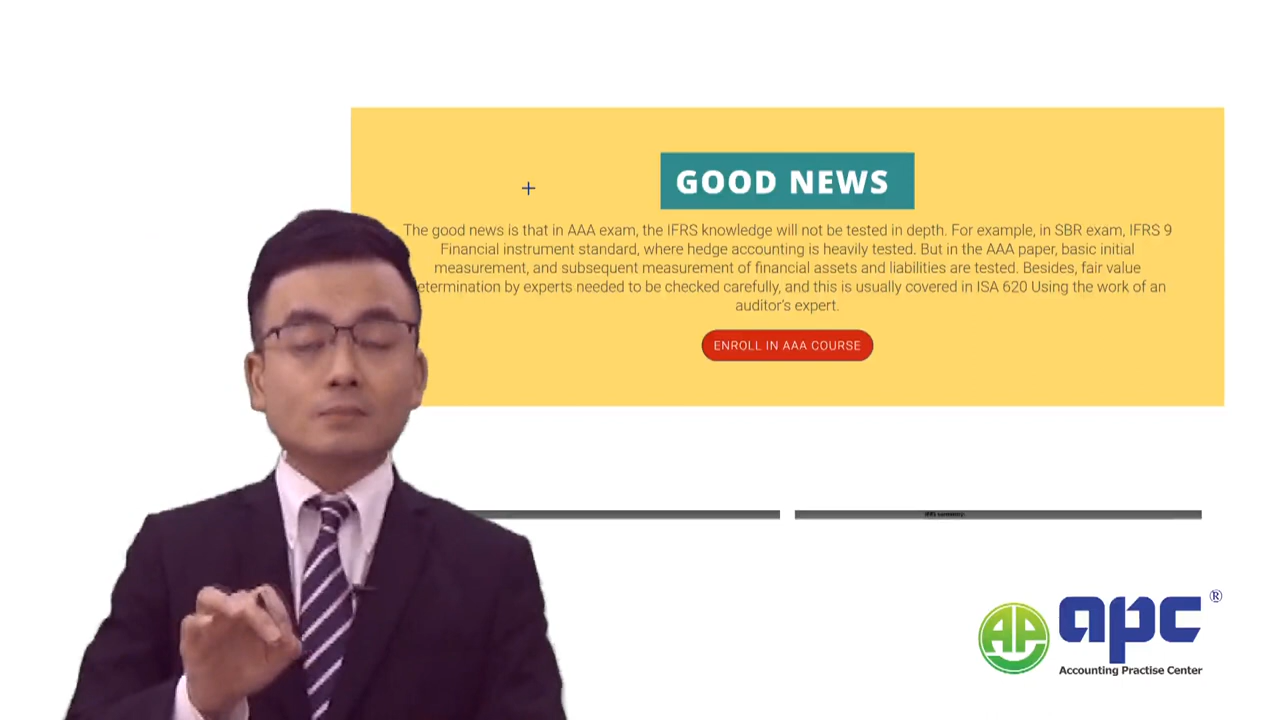 GOOD NEWS
The good news is that in AAA exam, the IFRS knowledge will not be tested in depth. For example, in SBR exam, IFRS 9
Financial instrument standard, where hedge accounting is heavily tested. But in the AAA paper, basic initial
measurement, and subsequent measurement of financial assets and liabilities are tested. Besides, fair value
etermination by experts needed to be checked carefully, and this is usually covered in ISA 620 Using the work of an
auditor's expert.
ENROLL IN AAA COURSE
IFRS summary.
AP apc ®
Accounting Practise Center